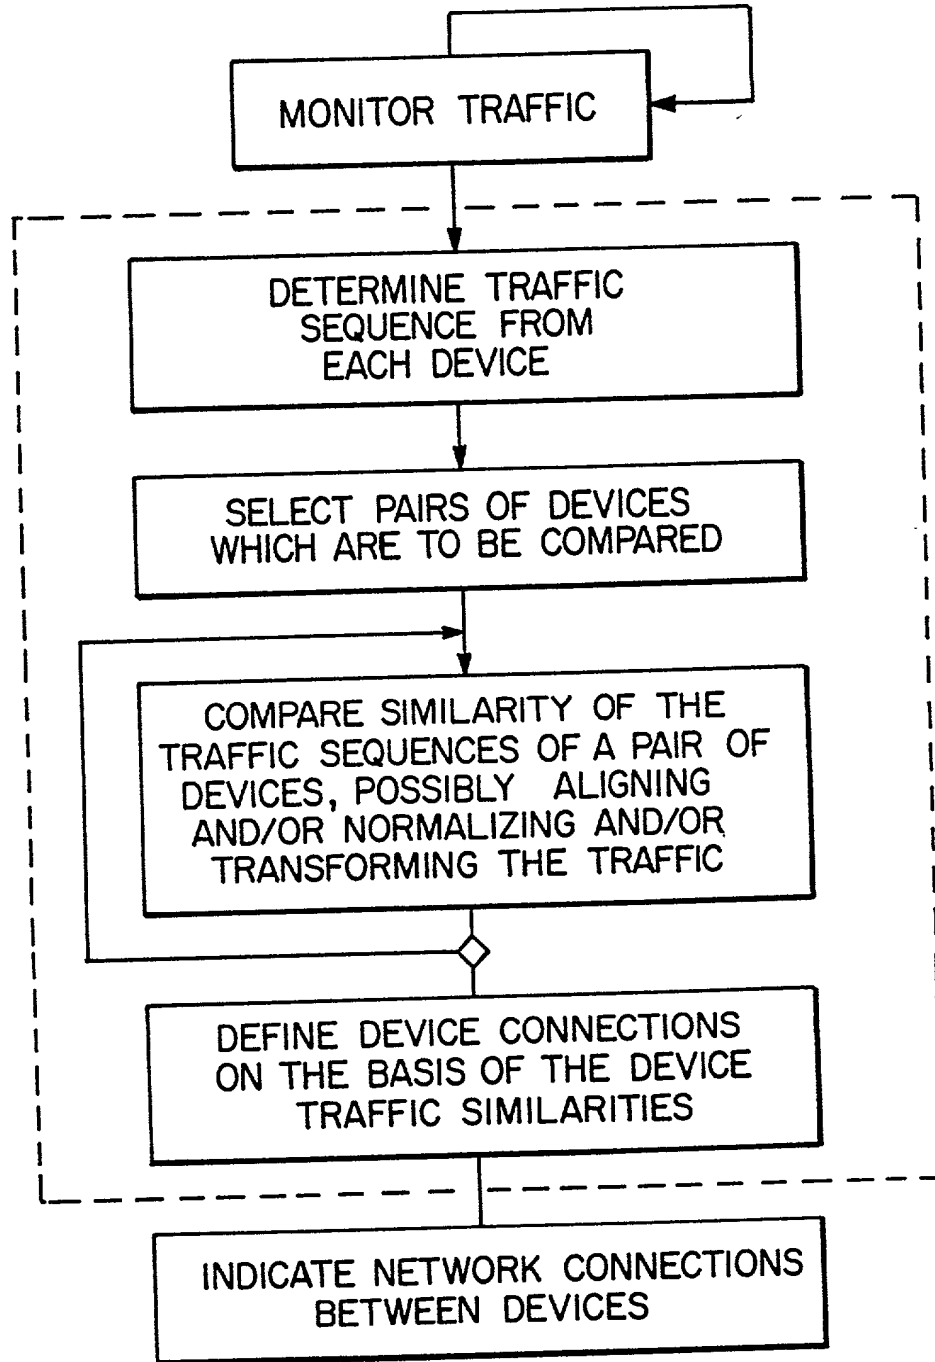 MONITOR TRAFFIC
DETERMINE TRAFFIC
SEQUENCE FROM
EACH DEVICE
SELECT PAIRS OF DEVICES
WHICH ARE TO BE COMPARED
COMPARE SIMILARITY OF THE
TRAFFIC SEQUENCES OF A PAIR OF
DEVICES, POSSIBLY ALIGNING
AND/OR NORMALIZING AND/OR
TRANSFORMING THE TRAFFIC
DEFINE DEVICE CONNECTIONS
ON THE BASIS OF THE DEVICE
TRAFFIC SIMILARITIES
INDICATE NETWORK CONNECTIONS
BETWEEN DEVICES